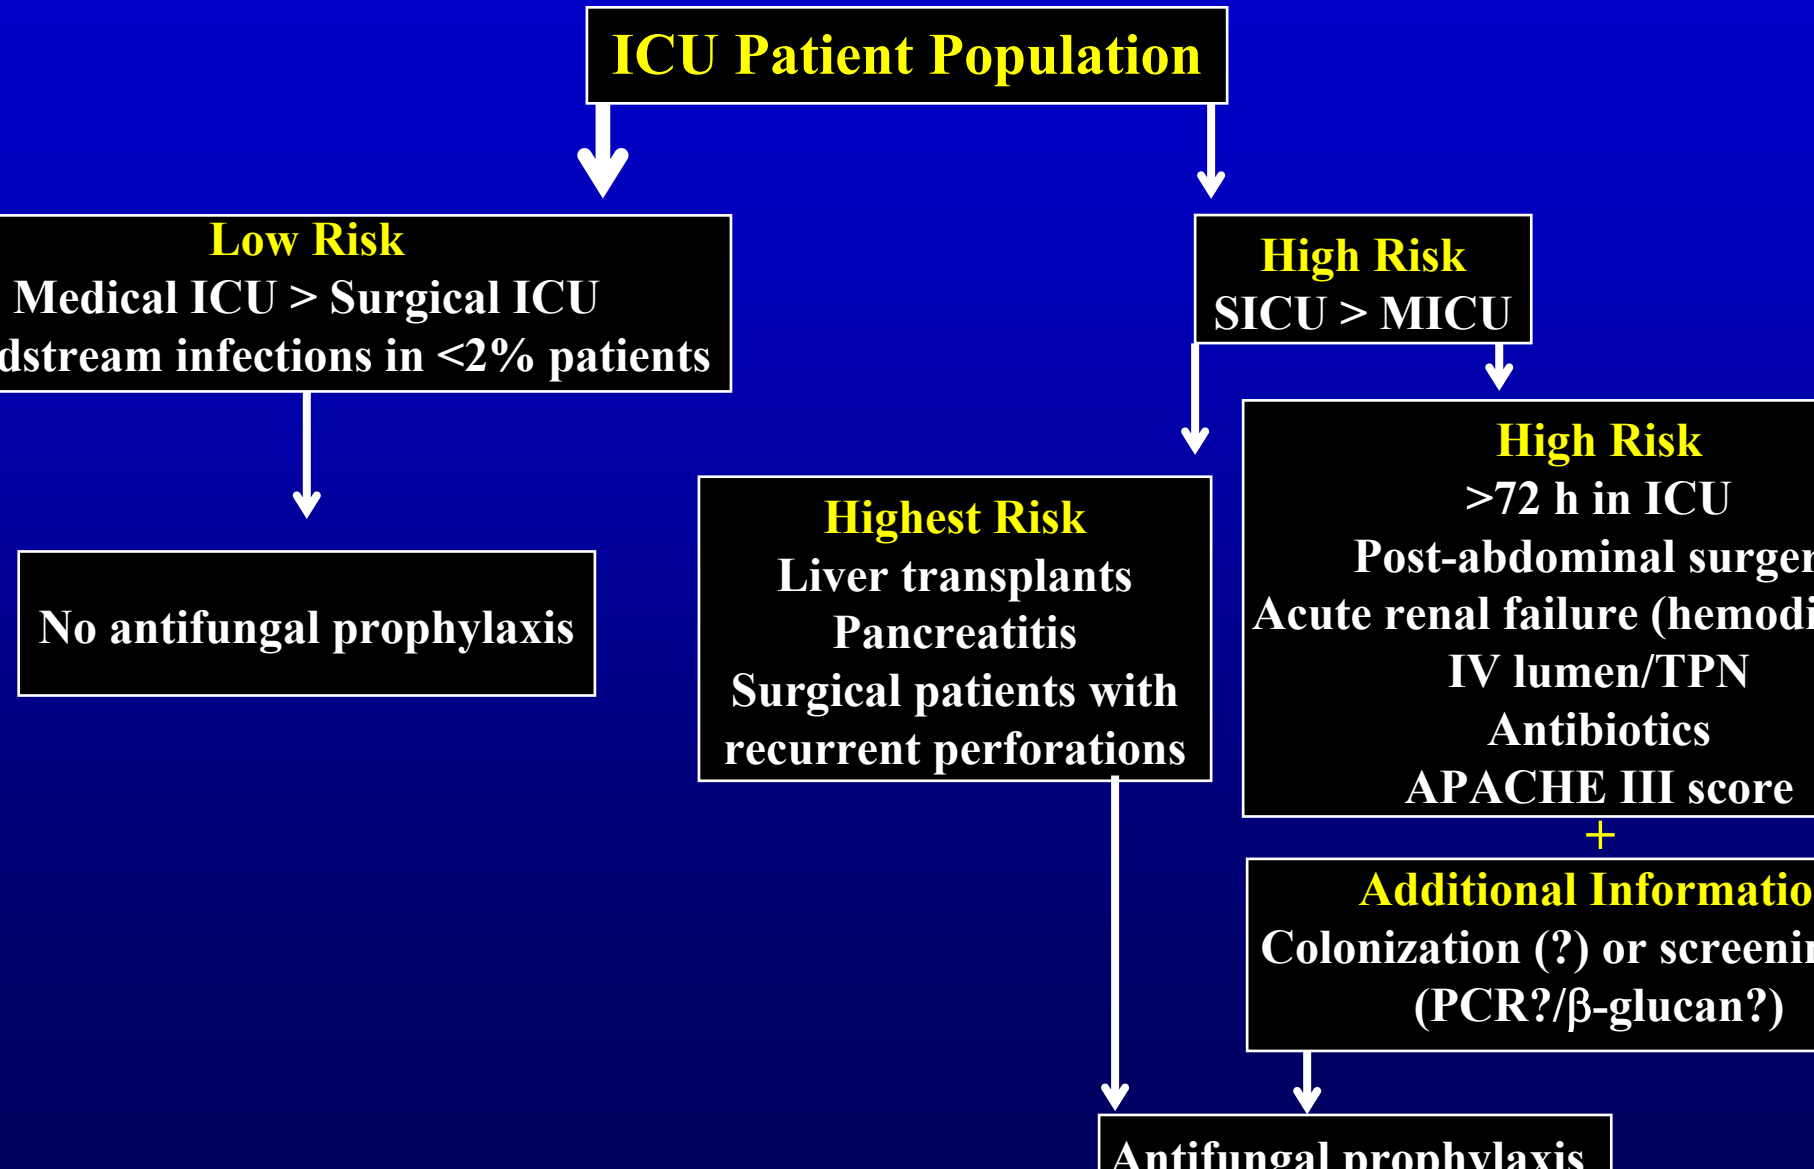 ICU Patient Population
Low Risk
Medical ICU > Surgical ICU
dstream infections in <2% patients
No antifungal prophylaxis
High Risk
SICU > MICU
Highest Risk
Liver transplants
Pancreatitis
Surgical patients with
recurrent perforations
High Risk
>72 h in ICU
Post-abdominal surger
Acute renal failure (hemodi
IV lumen/TPN
Antibiotics
APACHE III score
+
Additional Informatio
Colonization (?) or screenin
(PCR?/β-glucan?)
Antifungal prophylaxis